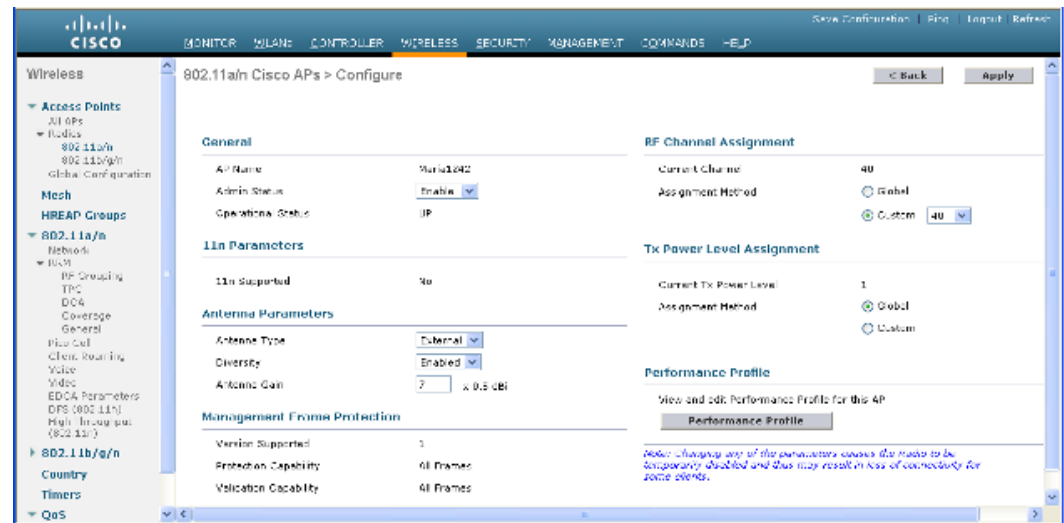 Save Configuration | Ping | Logout | Refresh
CISCO
MONITOR WLANs CONTROLLER WIRELESS SECURITY MANAGEMENT COMMANDS HELP
Wireless
802.11a/n Cisco APs > Configure
< Back
Apply
Access Points
All APs
Radios
802.11a/n
802.11b/g/n
Global Configuration
Mesh
HREAP Groups
802.11a/n
Network
RRM
RF Grouping
TPC
DCA
Coverage
General
Pico Cell
Client Roaming
Voice
Video
EDCA Parameters
DFS (802.11h)
High Throughput
(802.11n)
802.11b/g/n
Country
Timers
QoS
General
AP Name Maria1242
Admin Status Enable
Operational Status UP
11n Parameters
11n Supported No
Antenna Parameters
Antenna Type External
Diversity Enabled
Antenna Gain 7 x 0.5 dBi
Management Frame Protection
Version Supported 1
Protection Capability All Frames
Validation Capability All Frames
RF Channel Assignment
Current Channel 40
Assignment Method Global
Custom 40
Tx Power Level Assignment
Current Tx Power Level 1
Assignment Method Global
Custom
Performance Profile
View and edit Performance Profile for this AP
Performance Profile
Note: Changing any of the parameters causes the Radio to be
temporarily disabled and thus may result in loss of connectivity for
some clients.